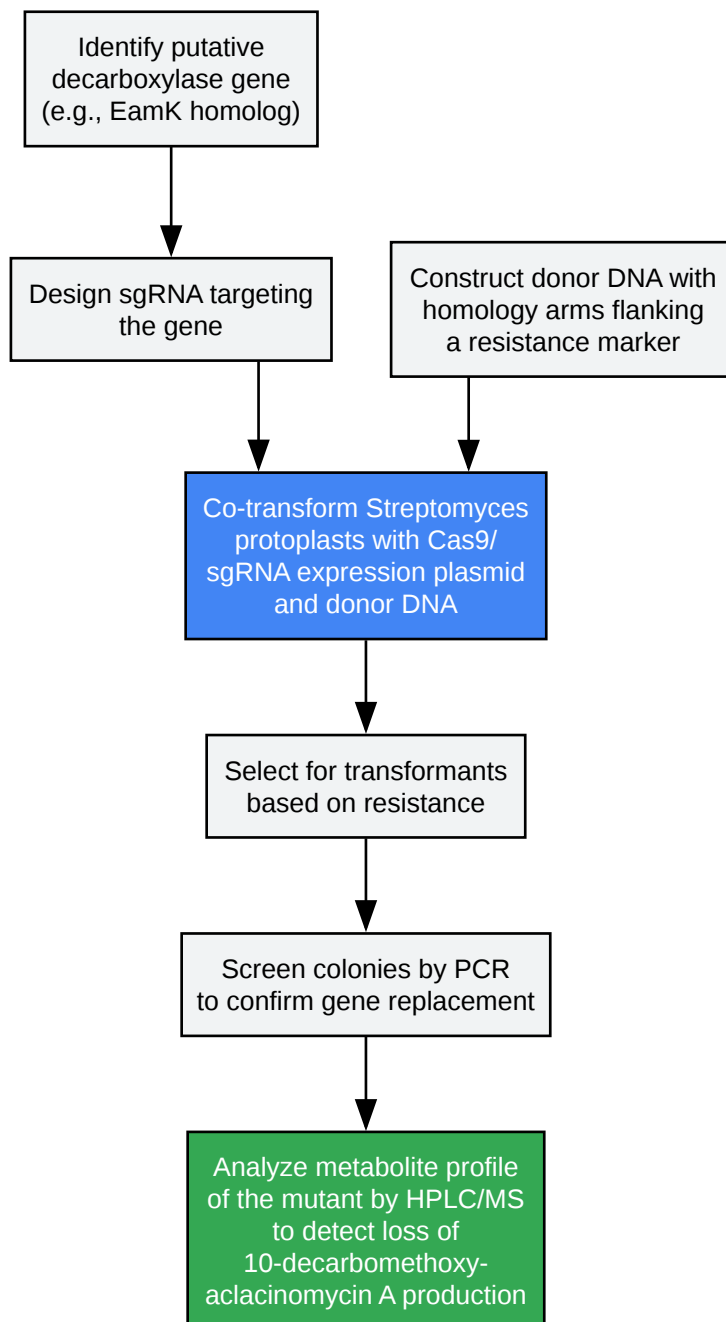 Identify putative
decarboxylase gene
(e.g., EamK homolog)
Design sgRNA targeting
the gene
Construct donor DNA with
homology arms flanking
a resistance marker
Co-transform Streptomyces
protoplasts with Cas9/
sgRNA expression plasmid
and donor DNA
Select for transformants
based on resistance
Screen colonies by PCR
to confirm gene replacement
Analyze metabolite profile
of the mutant by HPLC/MS
to detect loss of
10-decarbomethoxy-
aclacinomycin A production